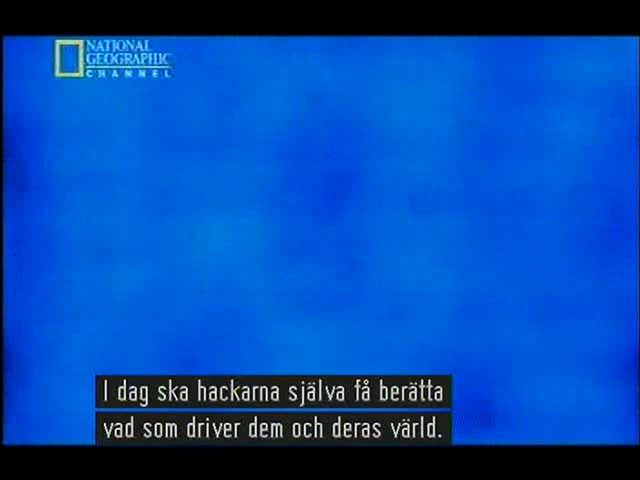 NATIONAL
GEOGRAPHIC
CHANNEL
I dag ska hackarna själva få berätta
vad som driver dem och deras värld.